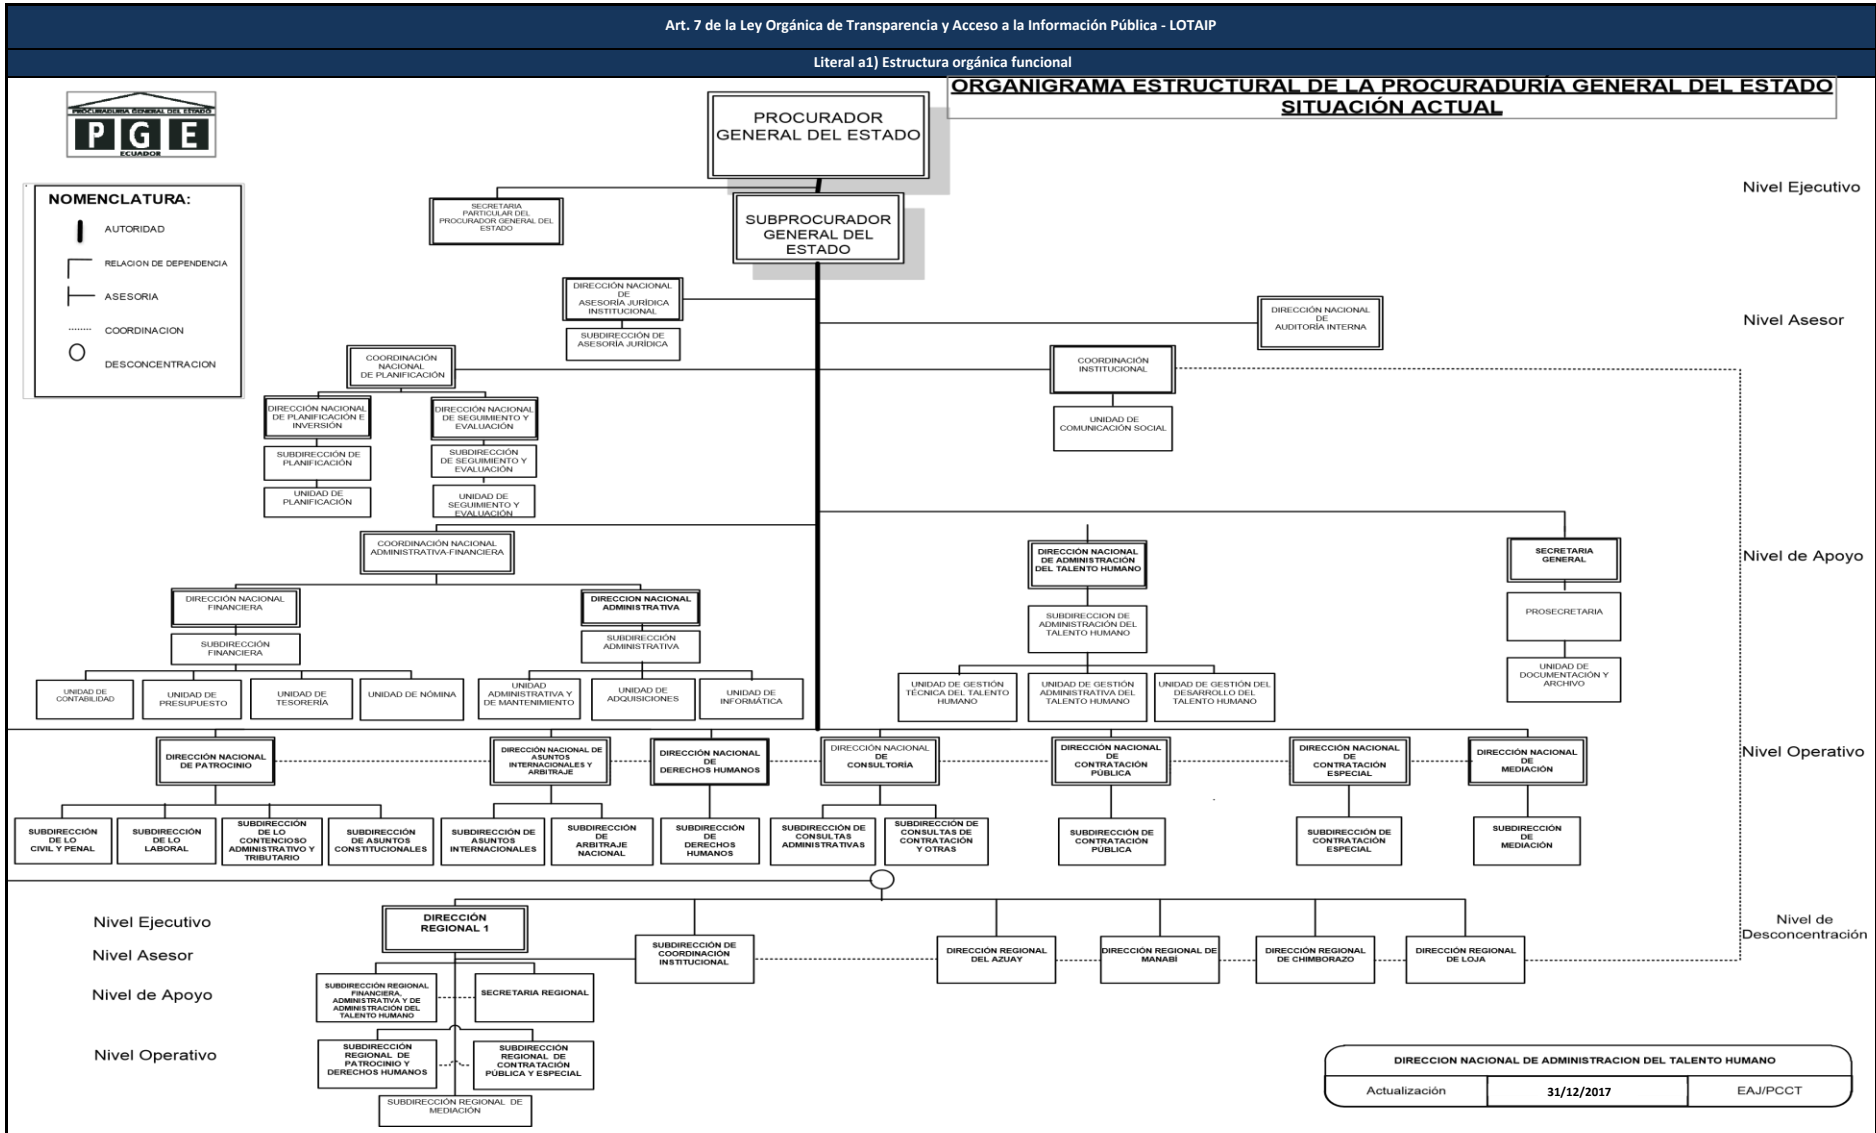 Art. 7 de la Ley Orgánica de Transparencia y Acceso a la Información Pública - LOTAIP
Literal a1) Estructura orgánica funcional
ORGANIGRAMA ESTRUCTURAL DE LA PROCURADURÍA GENERAL DEL ESTADO
SITUACIÓN ACTUAL
PROCURADURIA GENERAL DEL ESTADO
P G E
ECUADOR
PROCURADOR
GENERAL DEL ESTADO
Nivel Ejecutivo
NOMENCLATURA:
AUTORIDAD
RELACION DE DEPENDENCIA
ASESORIA
COORDINACION
DESCONCENTRACION
SECRETARIA
PARTICULAR DEL
PROCURADOR GENERAL DEL
ESTADO
SUBPROCURADOR
GENERAL DEL
ESTADO
DIRECCIÓN NACIONAL
DE
ASESORÍA JURÍDICA
INSTITUCIONAL
SUBDIRECCIÓN DE
ASESORÍA JURÍDICA
DIRECCIÓN NACIONAL
DE
AUDITORÍA INTERNA
Nivel Asesor
COORDINACIÓN
NACIONAL
DE PLANIFICACIÓN
COORDINACIÓN
INSTITUCIONAL
UNIDAD DE
COMUNICACIÓN SOCIAL
DIRECCIÓN NACIONAL
DE PLANIFICACIÓN E
INVERSIÓN
DIRECCIÓN NACIONAL
DE SEGUIMIENTO Y
EVALUACIÓN
SUBDIRECCIÓN DE
PLANIFICACIÓN
SUBDIRECCIÓN
DE SEGUIMIENTO Y
EVALUACIÓN
UNIDAD DE
PLANIFICACIÓN
UNIDAD DE
SEGUIMIENTO Y
EVALUACIÓN
COORDINACIÓN NACIONAL
ADMINISTRATIVA-FINANCIERA
DIRECCIÓN NACIONAL
DE ADMINISTRACIÓN
DEL TALENTO HUMANO
SECRETARIA
GENERAL
Nivel de Apoyo
DIRECCIÓN NACIONAL
FINANCIERA
DIRECCION NACIONAL
ADMINISTRATIVA
SUBDIRECCION DE
ADMINISTRACIÓN DEL
TALENTO HUMANO
PROSECRETARIA
SUBDIRECCIÓN
FINANCIERA
SUBDIRECCIÓN
ADMINISTRATIVA
UNIDAD DE
DOCUMENTACIÓN Y
ARCHIVO
UNIDAD DE
CONTABILIDAD
UNIDAD DE
PRESUPUESTO
UNIDAD DE
TESORERÍA
UNIDAD DE NÓMINA
UNIDAD
ADMINISTRATIVA Y
DE MANTENIMIENTO
UNIDAD DE
ADQUISICIONES
UNIDAD DE
INFORMÁTICA
UNIDAD DE GESTIÓN
TÉCNICA DEL TALENTO
HUMANO
UNIDAD DE GESTIÓN
ADMINISTRATIVA DEL
TALENTO HUMANO
UNIDAD DE GESTIÓN DEL
DESARROLLO DEL
TALENTO HUMANO
DIRECCIÓN NACIONAL
DE PATROCINIO
DIRECCIÓN NACIONAL DE
ASUNTOS
INTERNACIONALES Y
ARBITRAJE
DIRECCIÓN NACIONAL
DE
DERECHOS HUMANOS
DIRECCIÓN NACIONAL
DE
CONSULTORÍA
DIRECCIÓN NACIONAL
DE
CONTRATACIÓN
PÚBLICA
DIRECCIÓN NACIONAL
DE
CONTRATACIÓN
ESPECIAL
DIRECCIÓN NACIONAL
DE
MEDIACIÓN
Nivel Operativo
SUBDIRECCIÓN
DE LO
CIVIL Y PENAL
SUBDIRECCIÓN
DE LO
LABORAL
SUBDIRECCIÓN
DE LO
CONTENCIOSO
ADMINISTRATIVO Y
TRIBUTARIO
SUBDIRECCIÓN
DE ASUNTOS
CONSTITUCIONALES
SUBDIRECCIÓN DE
ASUNTOS
INTERNACIONALES
SUBDIRECCIÓN
DE
ARBITRAJE
NACIONAL
SUBDIRECCIÓN
DE
DERECHOS
HUMANOS
SUBDIRECCIÓN DE
CONSULTAS
ADMINISTRATIVAS
SUBDIRECCIÓN DE
CONSULTAS DE
CONTRATACIÓN
Y OTRAS
SUBDIRECCIÓN DE
CONTRATACIÓN
PÚBLICA
SUBDIRECCIÓN DE
CONTRATACIÓN
ESPECIAL
SUBDIRECCIÓN
DE
MEDIACIÓN
Nivel Ejecutivo
Nivel Asesor
Nivel de Apoyo
Nivel Operativo
DIRECCIÓN
REGIONAL 1
SUBDIRECCIÓN DE
COORDINACIÓN
INSTITUCIONAL
DIRECCIÓN REGIONAL
DEL AZUAY
DIRECCIÓN REGIONAL DE
MANABÍ
DIRECCIÓN REGIONAL
DE CHIMBORAZO
DIRECCIÓN REGIONAL
DE LOJA
Nivel de
Desconcentración
SUBDIRECCIÓN REGIONAL
FINANCIERA,
ADMINISTRATIVA Y DE
ADMINISTRACIÓN DEL
TALENTO HUMANO
SECRETARIA REGIONAL
SUBDIRECCIÓN
REGIONAL DE
PATROCINIO Y
DERECHOS HUMANOS
SUBDIRECCIÓN
REGIONAL DE
CONTRATACIÓN
PÚBLICA Y ESPECIAL
SUBDIRECCIÓN REGIONAL DE
MEDIACIÓN
DIRECCION NACIONAL DE ADMINISTRACION DEL TALENTO HUMANO
Actualización 31/12/2017 EAJ/PCCT